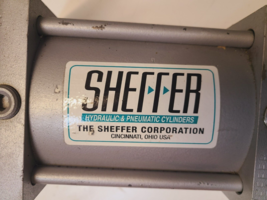 SHEFFER
HYDRAULIC & PNEUMATIC CYLINDERS
THE SHEFFER CORPORATION
CINCINNATI, OHIO USA